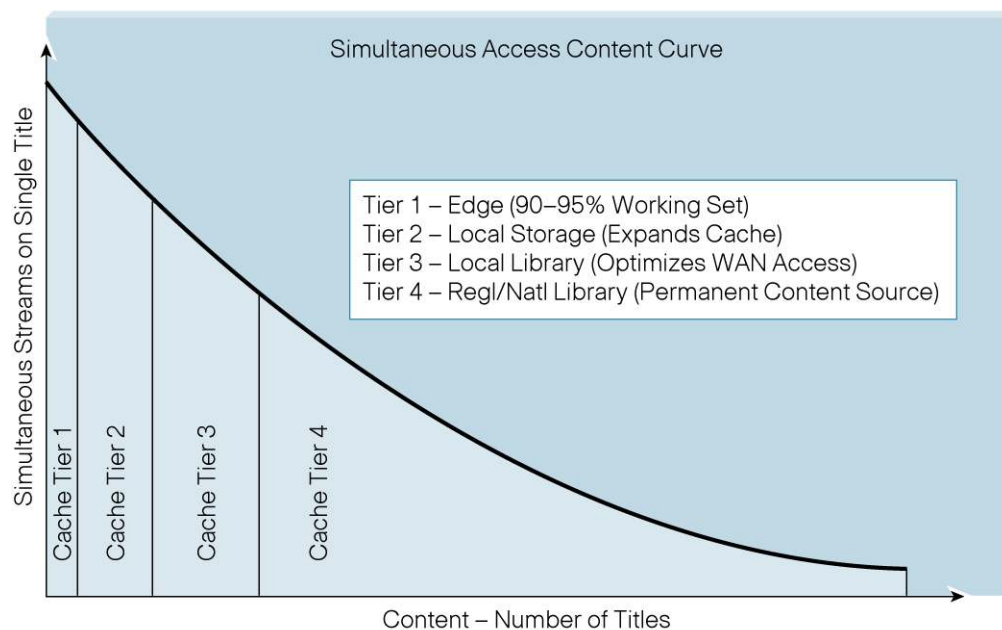 Simultaneous Access Content Curve
Simultaneous Streams on Single Title
Tier 1 – Edge (90–95% Working Set)
Tier 2 – Local Storage (Expands Cache)
Tier 3 – Local Library (Optimizes WAN Access)
Tier 4 – Regl/Natl Library (Permanent Content Source)
Cache Tier 1
Cache Tier 2
Cache Tier 3
Cache Tier 4
Content – Number of Titles